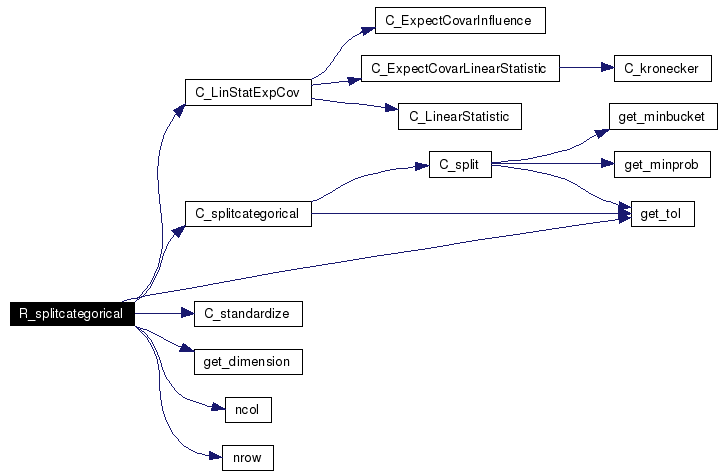 C_ExpectCovarInfluence
C_ExpectCovarLinearStatistic
C_kronecker
C_LinStatExpCov
C_LinearStatistic
get_minbucket
C_split
get_minprob
C_splitcategorical
get_tol
R_splitcategorical
C_standardize
get_dimension
ncol
nrow